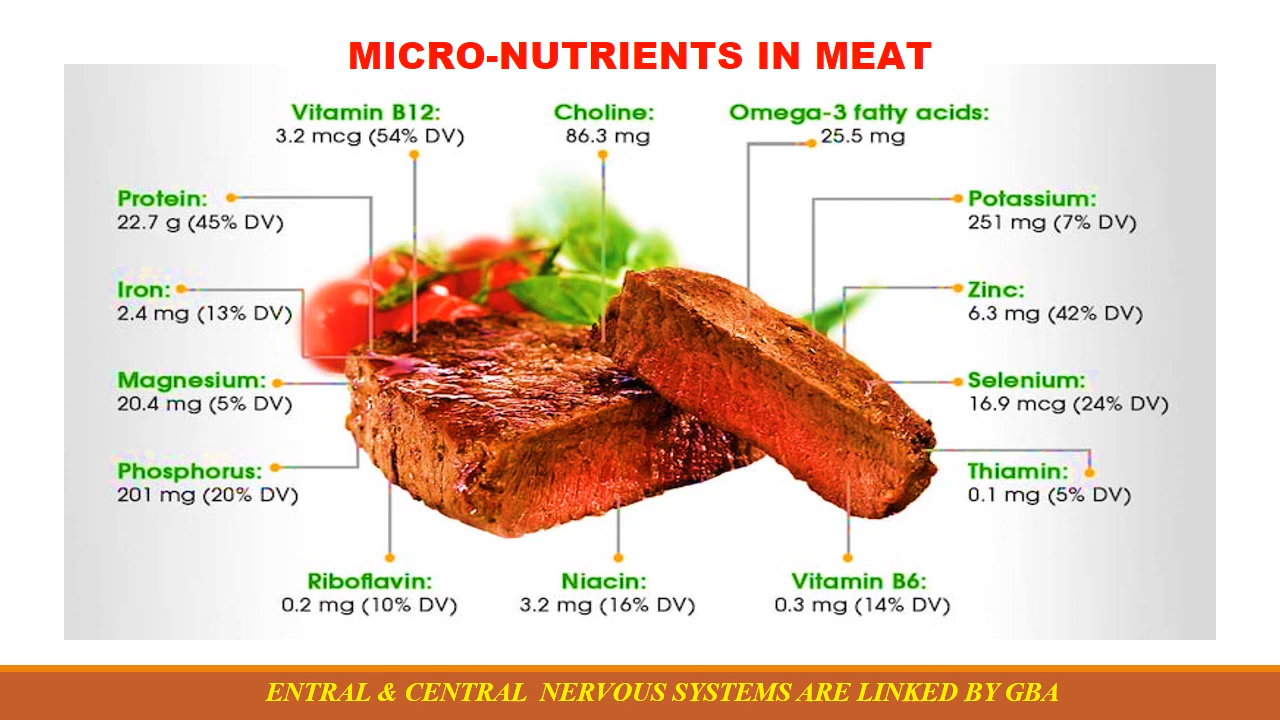 MICRO-NUTRIENTS IN MEAT
Vitamin B12:
3.2 mcg (54% DV)
Choline:
86.3 mg
Omega-3 fatty acids:
25.5 mg
Protein:
22.7 g (45% DV)
Potassium:
251 mg (7% DV)
Iron:
2.4 mg (13% DV)
Zinc:
6.3 mg (42% DV)
Magnesium:
20.4 mg (5% DV)
Selenium:
16.9 mcg (24% DV)
Phosphorus:
201 mg (20% DV)
Thiamin:
0.1 mg (5% DV)
Riboflavin:
0.2 mg (10% DV)
Niacin:
3.2 mg (16% DV)
Vitamin B6:
0.3 mg (14% DV)
ENTRAL & CENTRAL NERVOUS SYSTEMS ARE LINKED BY GBA